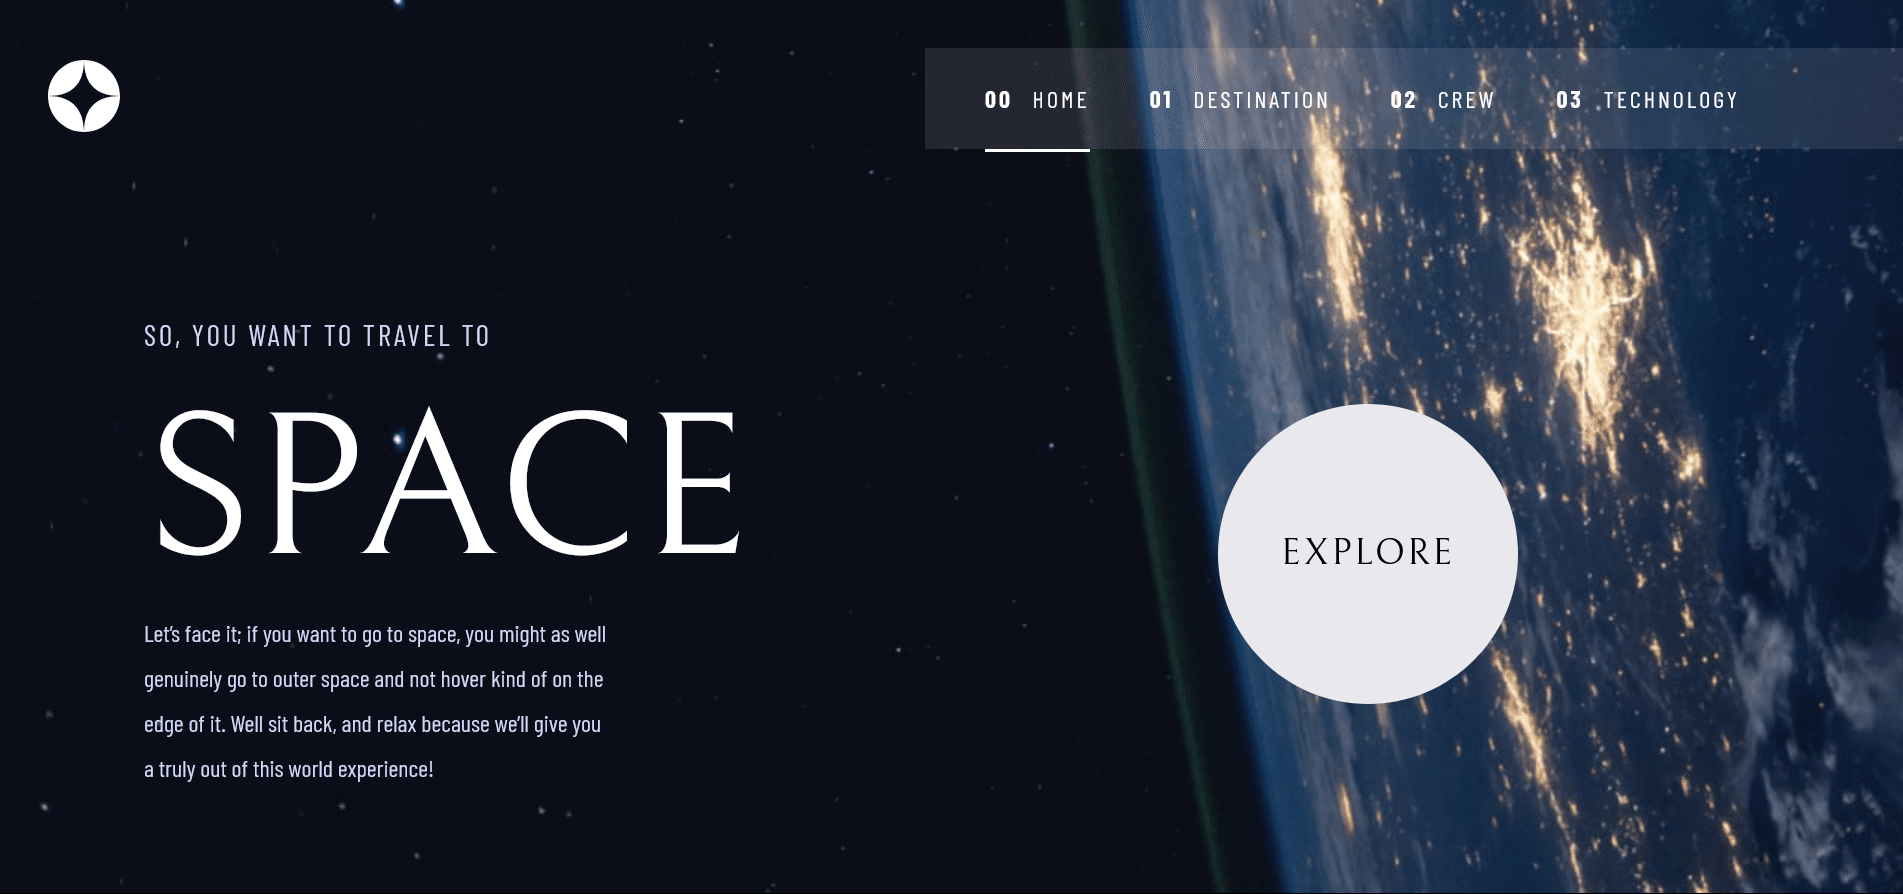 00 HOME 01 DESTINATION 02 CREW 03 TECHNOLOGY
SO, YOU WANT TO TRAVEL TO
SPACE
Let’s face it; if you want to go to space, you might as well
genuinely go to outer space and not hover kind of on the
edge of it. Well sit back, and relax because we’ll give you
a truly out of this world experience!
EXPLORE